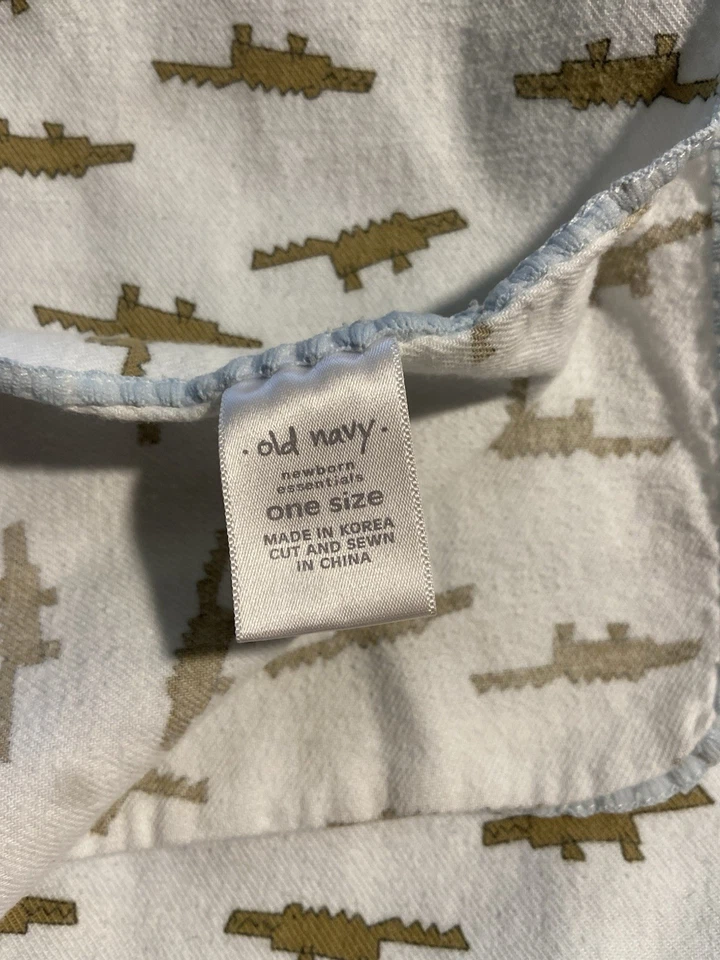 · old navy ·
newborn
essentials
one size
MADE IN KOREA
CUT AND SEWN
IN CHINA